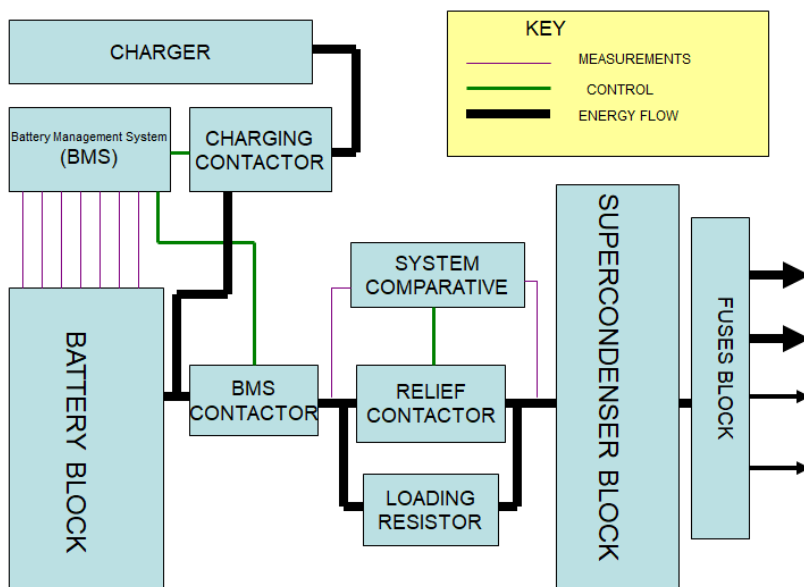 CHARGER
KEY
MEASUREMENTS
CONTROL
ENERGY FLOW
Battery Management System
(BMS)
CHARGING
CONTACTOR
SYSTEM
COMPARATIVE
BATTERY BLOCK
BMS
CONTACTOR
RELIEF
CONTACTOR
LOADING
RESISTOR
SUPERCONDENSER BLOCK
FUSES BLOCK